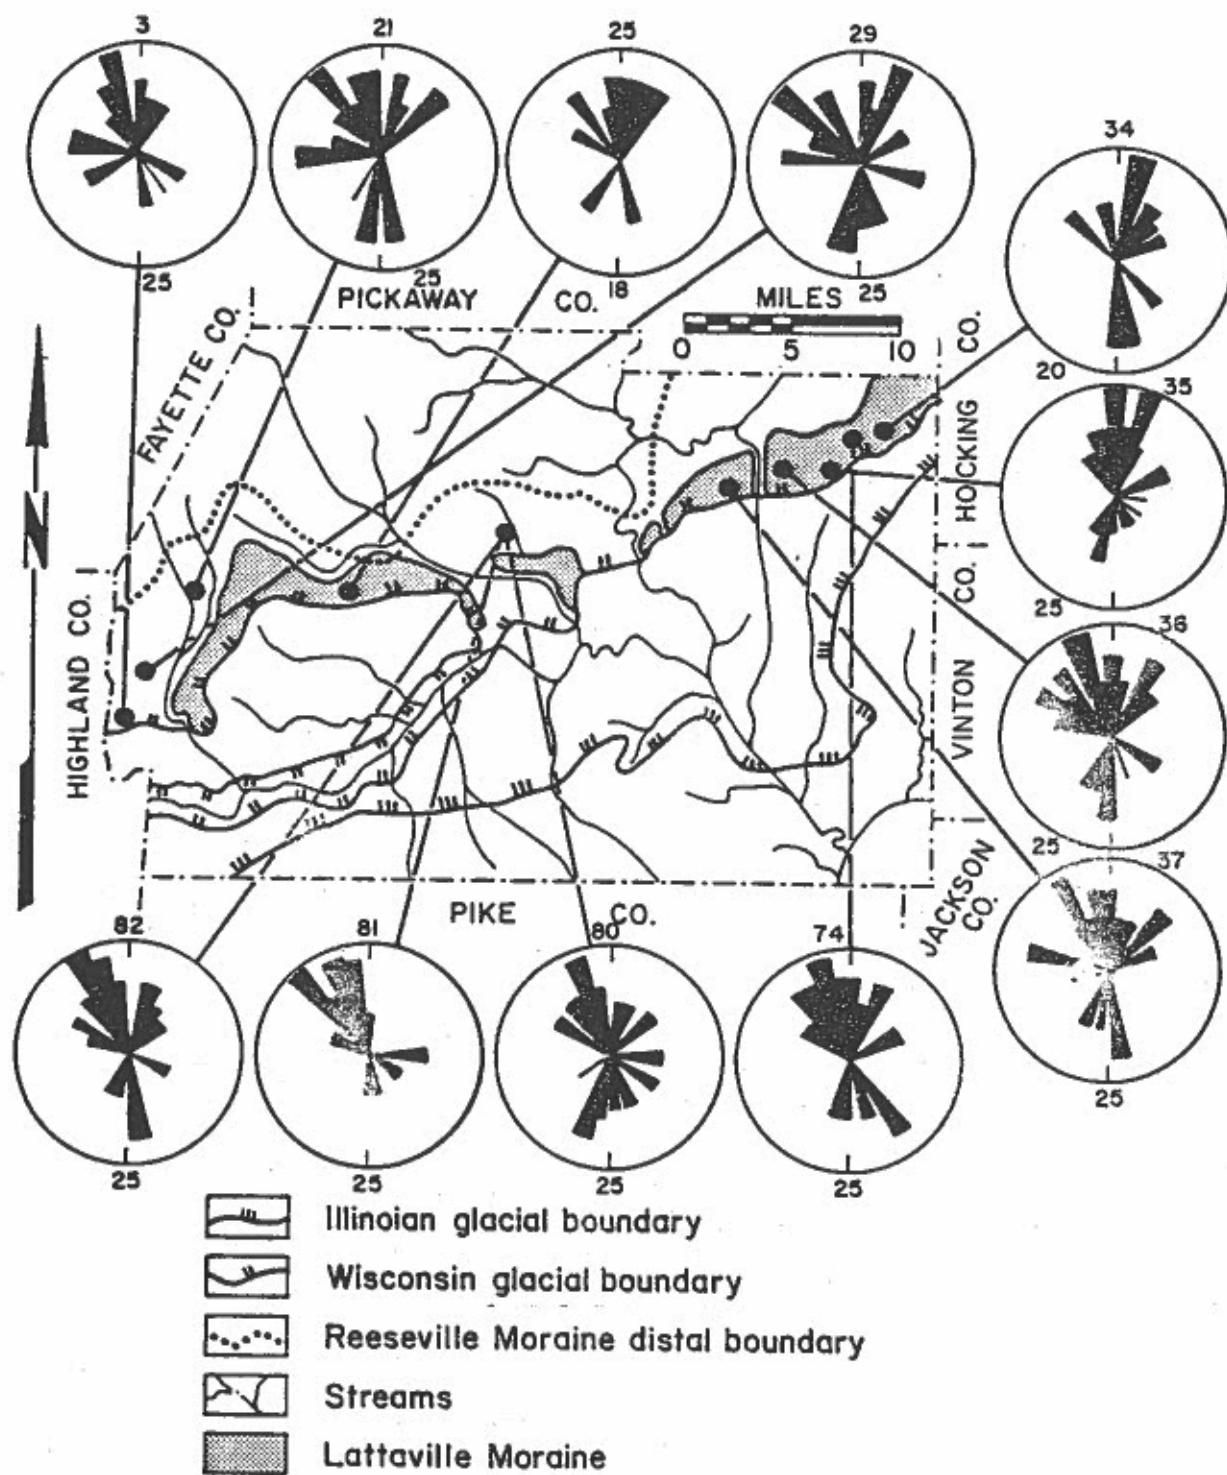 3
21
25
29
34
25
25
18
25
PICKAWAY CO.
MILES
0 5 10
FAYETTE CO.
N
HIGHLAND CO.
CO.
HOCKING
20
35
CO.
VINTON
25
36
JACKSON
CO.
25
37
25
PIKE CO.
82
81
80
74
25
25
25
25
Illinoian glacial boundary
Wisconsin glacial boundary
Reeseville Moraine distal boundary
Streams
Lattaville Moraine